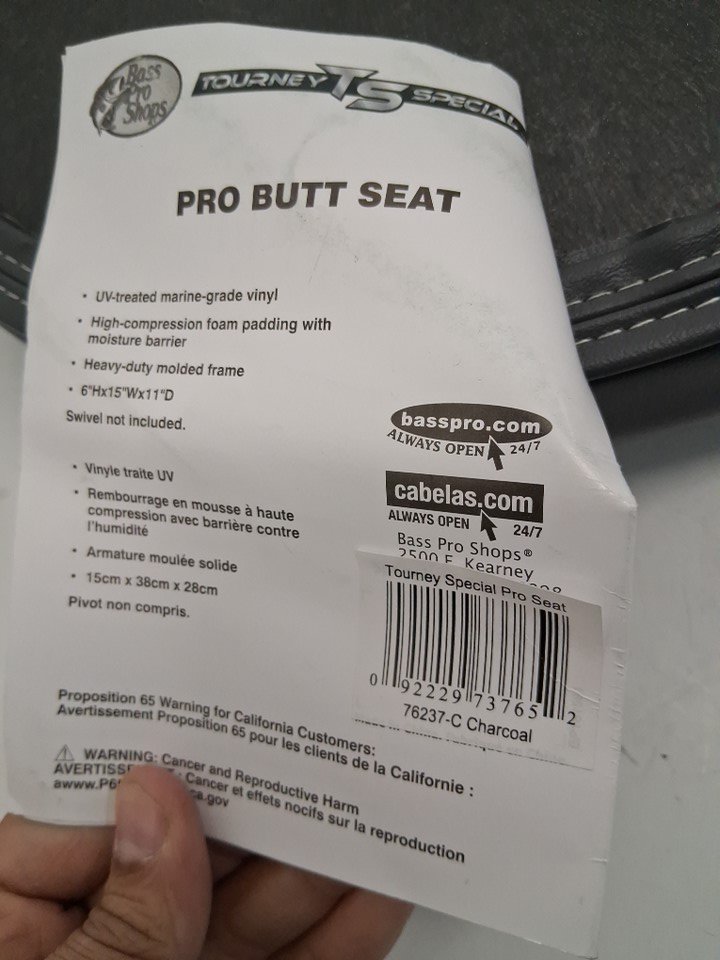 Bass
Pro
Shops
TOURNEY TS SPECIAL
PRO BUTT SEAT
• UV-treated marine-grade vinyl
• High-compression foam padding with
moisture barrier
• Heavy-duty molded frame
• 6"Hx15"Wx11"D
Swivel not included.
• Vinyle traite UV
• Rembourrage en mousse à haute
compression avec barrière contre
l'humidité
• Armature moulée solide
• 15cm x 38cm x 28cm
Pivot non compris.
basspro.com
ALWAYS OPEN 24/7
cabelas.com
ALWAYS OPEN 24/7
Bass Pro Shops®
2500 E. Kearney
Tourney Special Pro Seat
0 92229 73765 2
76237-C Charcoal
Proposition 65 Warning for California Customers:
Avertissement Proposition 65 pour les clients de la Californie :
WARNING: Cancer and Reproductive Harm
Cancer et effets nocifs sur la reproduction
ca.gov